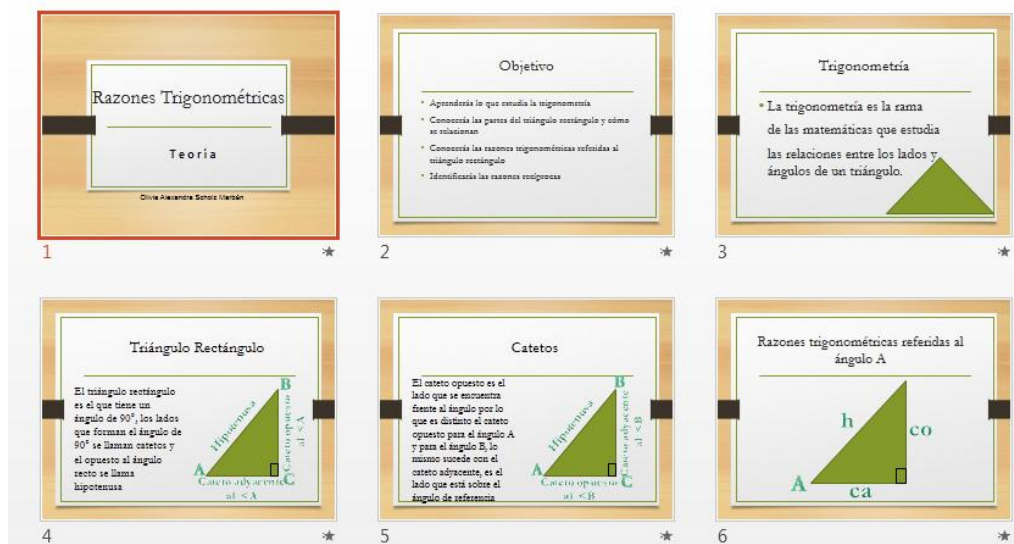 Razones Trigonométricas
Teoría
Olivia Alexandra Scholz Marbán
1
Objetivo
• Aprenderás lo que estudia la trigonometría
• Conocerás las partes del triángulo rectángulo y cómo
se relacionan
• Conocerás las razones trigonométricas referidas al
triángulo rectángulo
• Identificarás las razones recíprocas
2
Trigonometría
• La trigonometría es la rama
de las matemáticas que estudia
las relaciones entre los lados y
ángulos de un triángulo.
3
Triángulo Rectángulo
El triángulo rectángulo
es el que tiene un
ángulo de 90°, los lados
que forman el ángulo de
90° se llaman catetos y
el opuesto al ángulo
recto se llama
hipotenusa
B
Hipotenusa
Cateto opuesto
al <A
A
C
Cateto adyacente
al <A
4
Catetos
El cateto opuesto es el
lado que se encuentra
frente al ángulo por lo
que es distinto el cateto
opuesto para el ángulo A
y para el ángulo B, lo
mismo sucede con el
cateto adyacente, es el
lado que está sobre el
ángulo de referencia
B
Hipotenusa
Cateto adyacente
al <B
A
C
Cateto opuesto
al <B
5
Razones trigonométricas referidas al
ángulo A
h
co
A
ca
6